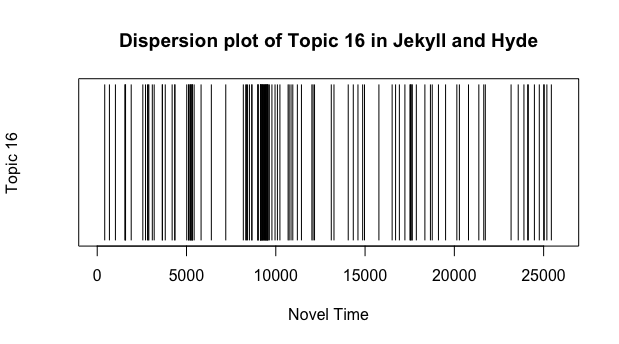 Dispersion plot of Topic 16 in Jekyll and Hyde
Topic 16
0 5000 10000 15000 20000 25000
Novel Time